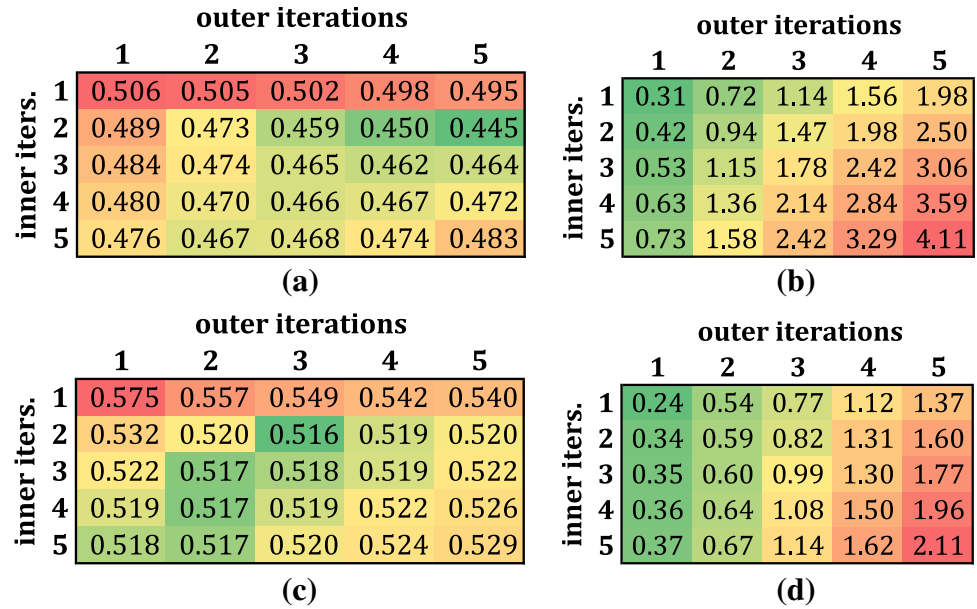 outer iterations
1 2 3 4 5
inner iters.
1 0.506 0.505 0.502 0.498 0.495
2 0.489 0.473 0.459 0.450 0.445
3 0.484 0.474 0.465 0.462 0.464
4 0.480 0.470 0.466 0.467 0.472
5 0.476 0.467 0.468 0.474 0.483
(a)
outer iterations
1 2 3 4 5
inner iters.
1 0.31 0.72 1.14 1.56 1.98
2 0.42 0.94 1.47 1.98 2.50
3 0.53 1.15 1.78 2.42 3.06
4 0.63 1.36 2.14 2.84 3.59
5 0.73 1.58 2.42 3.29 4.11
(b)
outer iterations
1 2 3 4 5
inner iters.
1 0.575 0.557 0.549 0.542 0.540
2 0.532 0.520 0.516 0.519 0.520
3 0.522 0.517 0.518 0.519 0.522
4 0.519 0.517 0.519 0.522 0.526
5 0.518 0.517 0.520 0.524 0.529
(c)
outer iterations
1 2 3 4 5
inner iters.
1 0.24 0.54 0.77 1.12 1.37
2 0.34 0.59 0.82 1.31 1.60
3 0.35 0.60 0.99 1.30 1.77
4 0.36 0.64 1.08 1.50 1.96
5 0.37 0.67 1.14 1.62 2.11
(d)